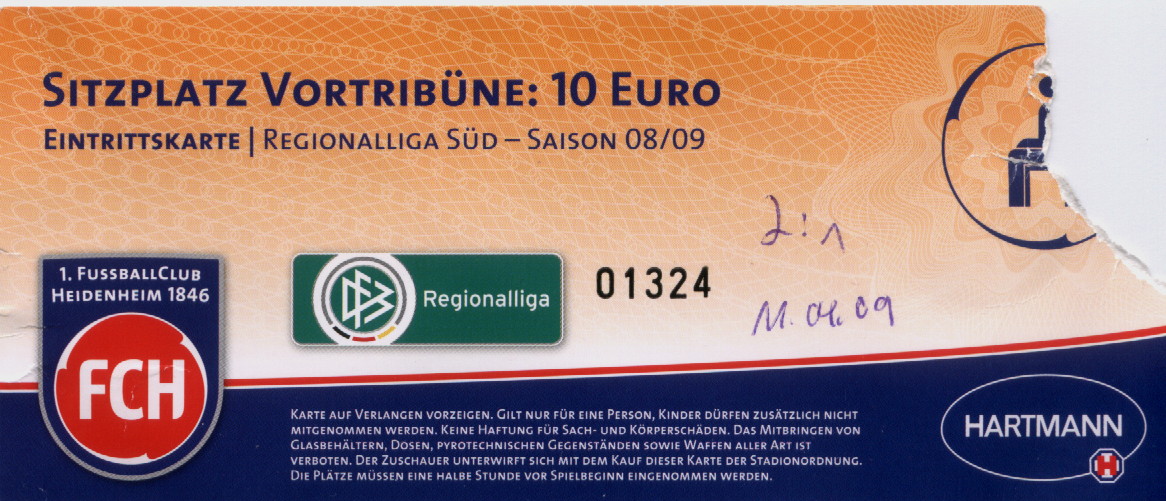 SITZPLATZ VORTRIBÜNE: 10 EURO
EINTRITTSKARTE | REGIONALLIGA SÜD – SAISON 08/09
2:1
1. FUSSBALLCLUB
HEIDENHEIM 1846
FCH
DFB
Regionalliga
01324
11.04.09
HARTMANN
H
KARTE AUF VERLANGEN VORZEIGEN. GILT NUR FÜR EINE PERSON, KINDER DÜRFEN ZUSÄTZLICH NICHT
MITGENOMMEN WERDEN. KEINE HAFTUNG FÜR SACH- UND KÖRPERSCHÄDEN. DAS MITBRINGEN VON
GLASBEHÄLTERN, DOSEN, PYROTECHNISCHEN GEGENSTÄNDEN SOWIE WAFFEN ALLER ART IST
VERBOTEN. DER ZUSCHAUER UNTERWIRFT SICH MIT DEM KAUF DIESER KARTE DER STADIONORDNUNG.
DIE PLÄTZE MÜSSEN EINE HALBE STUNDE VOR SPIELBEGINN EINGENOMMEN WERDEN.